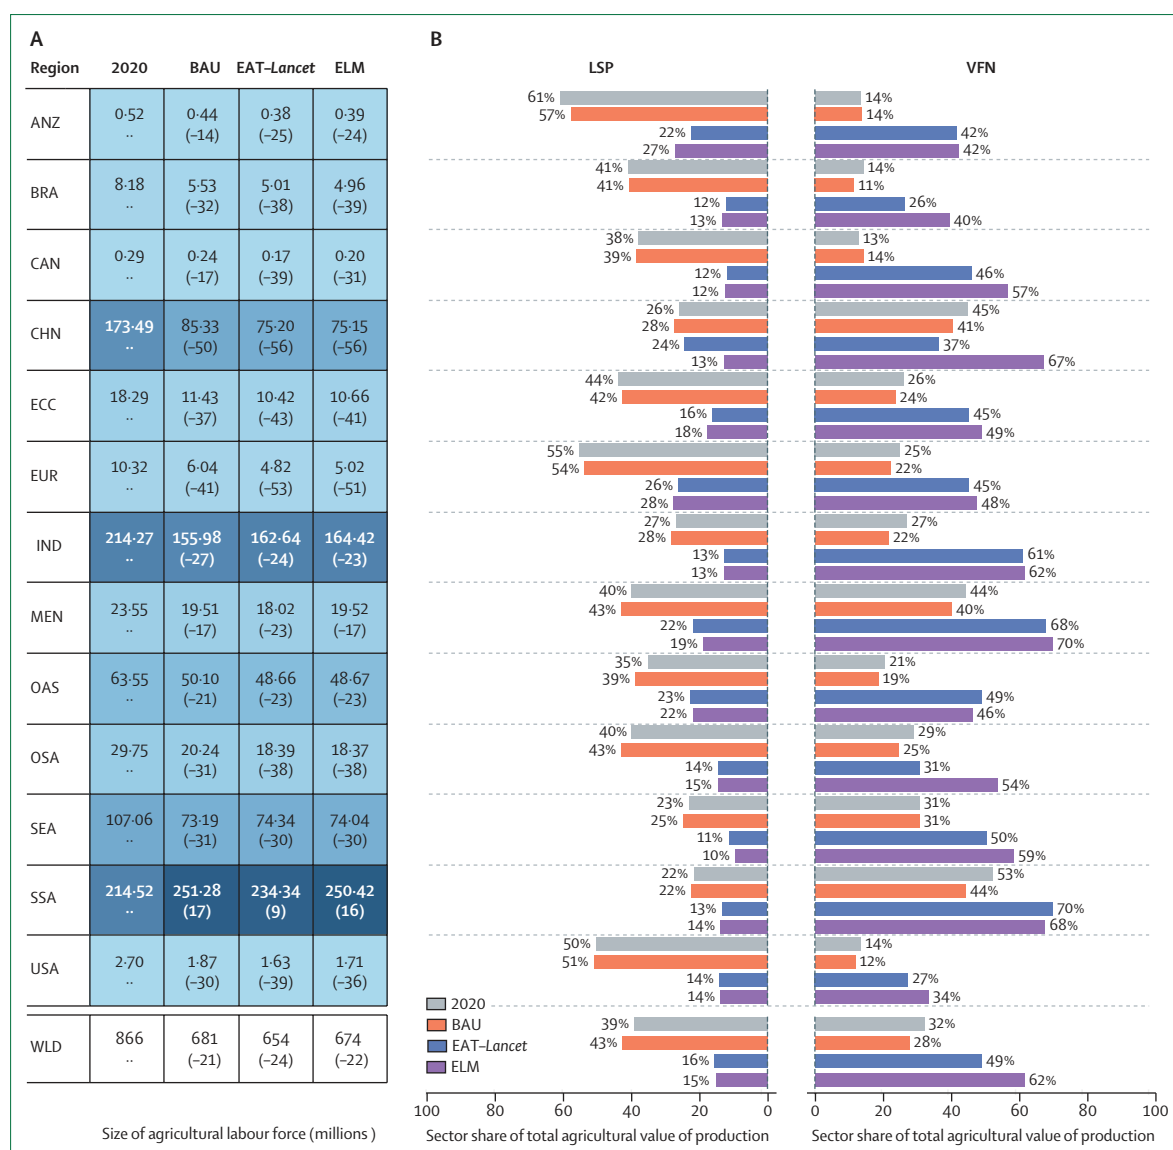 A
Region 2020 BAU EAT–Lancet ELM
ANZ 0·52 0·44 0·38 0·39
·· (–14) (–25) (–24)
BRA 8·18 5·53 5·01 4·96
·· (–32) (–38) (–39)
CAN 0·29 0·24 0·17 0·20
·· (–17) (–39) (–31)
CHN 173·49 85·33 75·20 75·15
·· (–50) (–56) (–56)
ECC 18·29 11·43 10·42 10·66
·· (–37) (–43) (–41)
EUR 10·32 6·04 4·82 5·02
·· (–41) (–53) (–51)
IND 214·27 155·98 162·64 164·42
·· (–27) (–24) (–23)
MEN 23·55 19·51 18·02 19·52
·· (–17) (–23) (–17)
OAS 63·55 50·10 48·66 48·67
·· (–21) (–23) (–23)
OSA 29·75 20·24 18·39 18·37
·· (–31) (–38) (–38)
SEA 107·06 73·19 74·34 74·04
·· (–31) (–30) (–30)
SSA 214·52 251·28 234·34 250·42
·· (17) (9) (16)
USA 2·70 1·87 1·63 1·71
·· (–30) (–39) (–36)
WLD 866 681 654 674
·· (–21) (–24) (–22)
Size of agricultural labour force (millions )
B
LSP VFN
61% 14%
57% 14%
22% 42%
27% 42%
41% 14%
41% 11%
12% 26%
13% 40%
38% 13%
39% 14%
12% 46%
12% 57%
26% 45%
28% 41%
24% 37%
13% 67%
44% 26%
42% 24%
16% 45%
18% 49%
55% 25%
54% 22%
26% 45%
28% 48%
27% 27%
28% 22%
13% 61%
13% 62%
40% 44%
43% 40%
22% 68%
19% 70%
35% 21%
39% 19%
23% 49%
22% 46%
40% 29%
43% 25%
14% 31%
15% 54%
23% 31%
25% 31%
11% 50%
10% 59%
22% 53%
22% 44%
13% 70%
14% 68%
50% 14%
51% 12%
14% 27%
14% 34%
39% 32%
43% 28%
16% 49%
15% 62%
2020
BAU
EAT–Lancet
ELM
100 80 60 40 20 0 0 20 40 60 80 100
Sector share of total agricultural value of production Sector share of total agricultural value of production